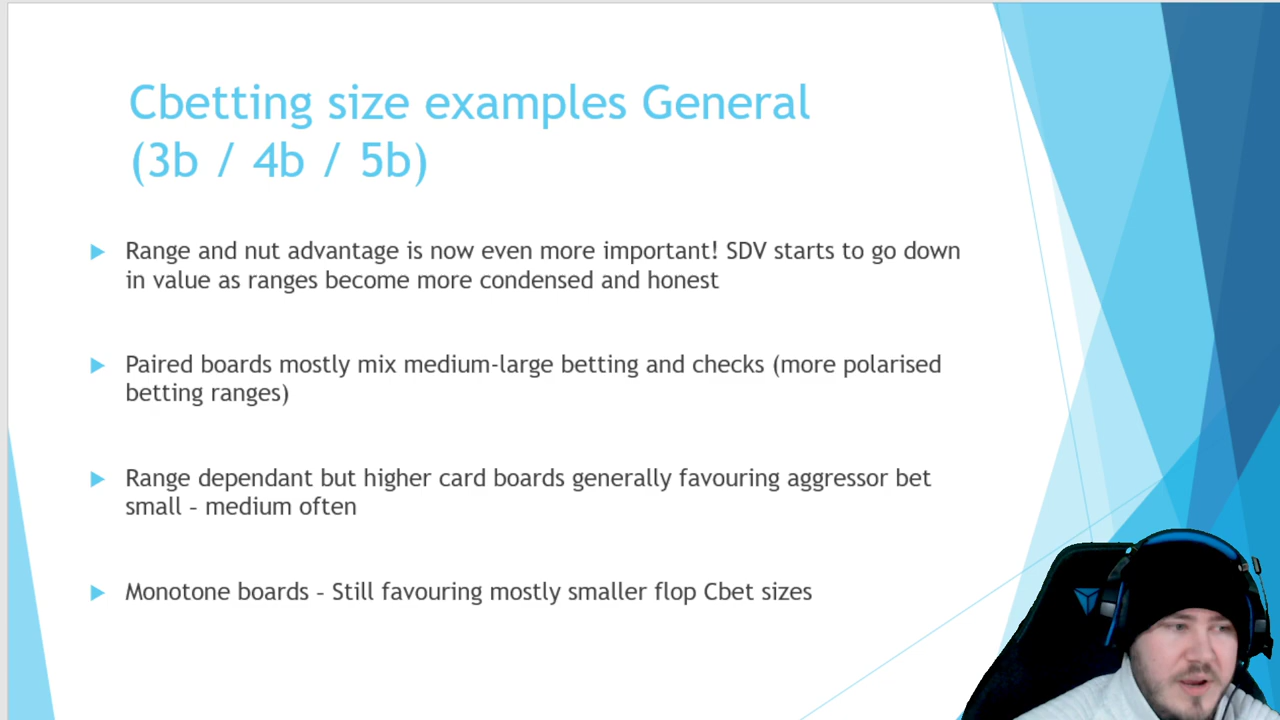 Cbetting size examples General
(3b / 4b / 5b)
Range and nut advantage is now even more important! SDV starts to go down
in value as ranges become more condensed and honest
Paired boards mostly mix medium-large betting and checks (more polarised
betting ranges)
Range dependant but higher card boards generally favouring aggressor bet
small – medium often
Monotone boards – Still favouring mostly smaller flop Cbet sizes